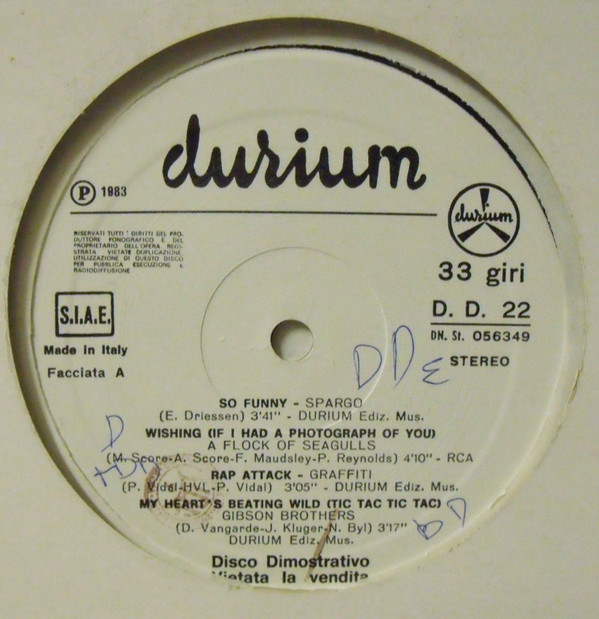 durium
P 1983
RISERVATI TUTTI I DIRITTI DEL PRO-
DUTTORE FONOGRAFICO E DEL
PROPRIETARIO DELL'OPERA REGI-
STRATA VIETATE DUPLICAZIONE,
UTILIZZAZIONE DI QUESTO DISCO
PER PUBBLICA ESECUZIONE E
RADIODIFFUSIONE
durium
33 giri
D. D. 22
DN. St. 056349
STEREO
S.I.A.E.
Made in Italy
Facciata A
DDE
SO FUNNY - SPARGO
(E. Driessen) 3'41" - DURIUM Ediz. Mus.
WISHING (IF I HAD A PHOTOGRAPH OF YOU)
A FLOCK OF SEAGULLS
(M. Score-A. Score-F. Maudsley-P. Reynolds) 4'10" - RCA
RAP ATTACK - GRAFFITI
(P. Vidal-HVL-P. Vidal) 3'05" - DURIUM Ediz. Mus.
MY HEART'S BEATING WILD (TIC TAC TIC TAC)
GIBSON BROTHERS
(D. Vangarde-J. Kluger-N. Byl) 3'17"
DURIUM Ediz. Mus.
Disco Dimostrativo
Vietata la vendita